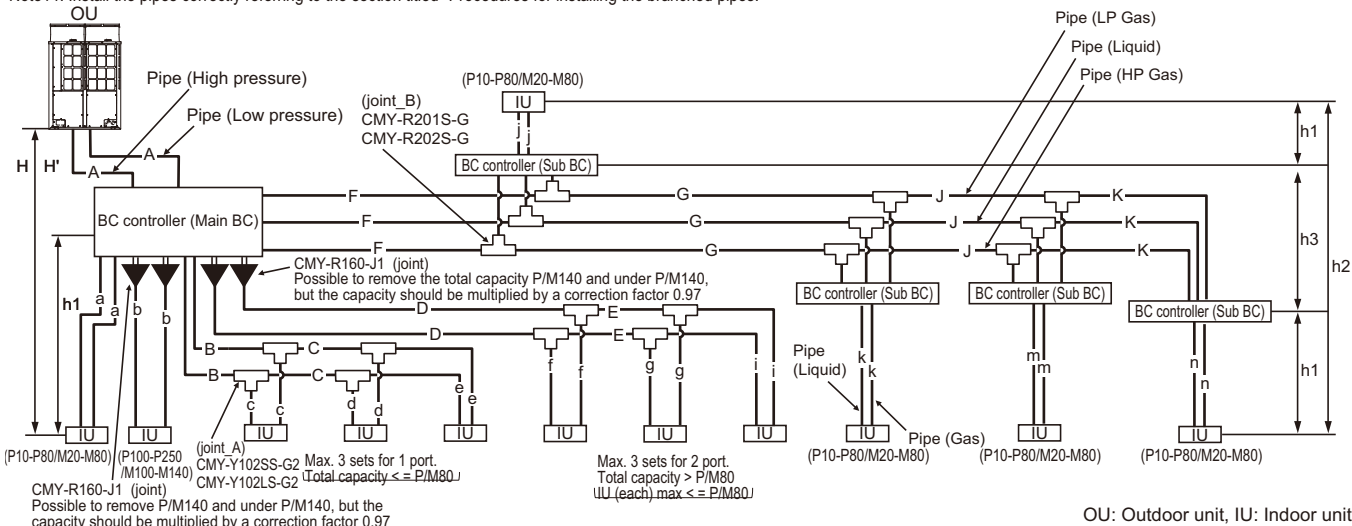 Note1. Install the pipes correctly referring to the section titled "Procedures for installing the branched pipes."
OU
Pipe (High pressure)
Pipe (Low pressure)
A
A
H
H'
h1
BC controller (Main BC)
(joint_B)
CMY-R201S-G
CMY-R202S-G
(P10-P80/M20-M80)
IU
j
j
BC controller (Sub BC)
Pipe (LP Gas)
Pipe (Liquid)
Pipe (HP Gas)
h1
h3
h2
h1
F
G
J
K
F
G
J
K
F
G
J
K
CMY-R160-J1 (joint)
Possible to remove the total capacity P/M140 and under P/M140,
but the capacity should be multiplied by a correction factor 0.97
BC controller (Sub BC)
BC controller (Sub BC)
BC controller (Sub BC)
a
a
b
b
D
E
D
E
B
C
B
C
c
c
d
d
e
e
f
f
g
g
i
i
Pipe
(Liquid)
k
k
Pipe (Gas)
m
m
n
n
IU
IU
IU
IU
IU
IU
IU
IU
IU
IU
(P10-P80/M20-M80)
(P100-P250
/M100-M140)
(joint_A)
CMY-Y102SS-G2
CMY-Y102LS-G2
Max. 3 sets for 1 port.
Total capacity < = P/M80
Max. 3 sets for 2 port.
Total capacity > P/M80
IU (each) max < = P/M80
(P10-P80/M20-M80)
(P10-P80/M20-M80)
(P10-P80/M20-M80)
CMY-R160-J1 (joint)
Possible to remove P/M140 and under P/M140, but the
capacity should be multiplied by a correction factor 0.97
OU: Outdoor unit, IU: Indoor unit